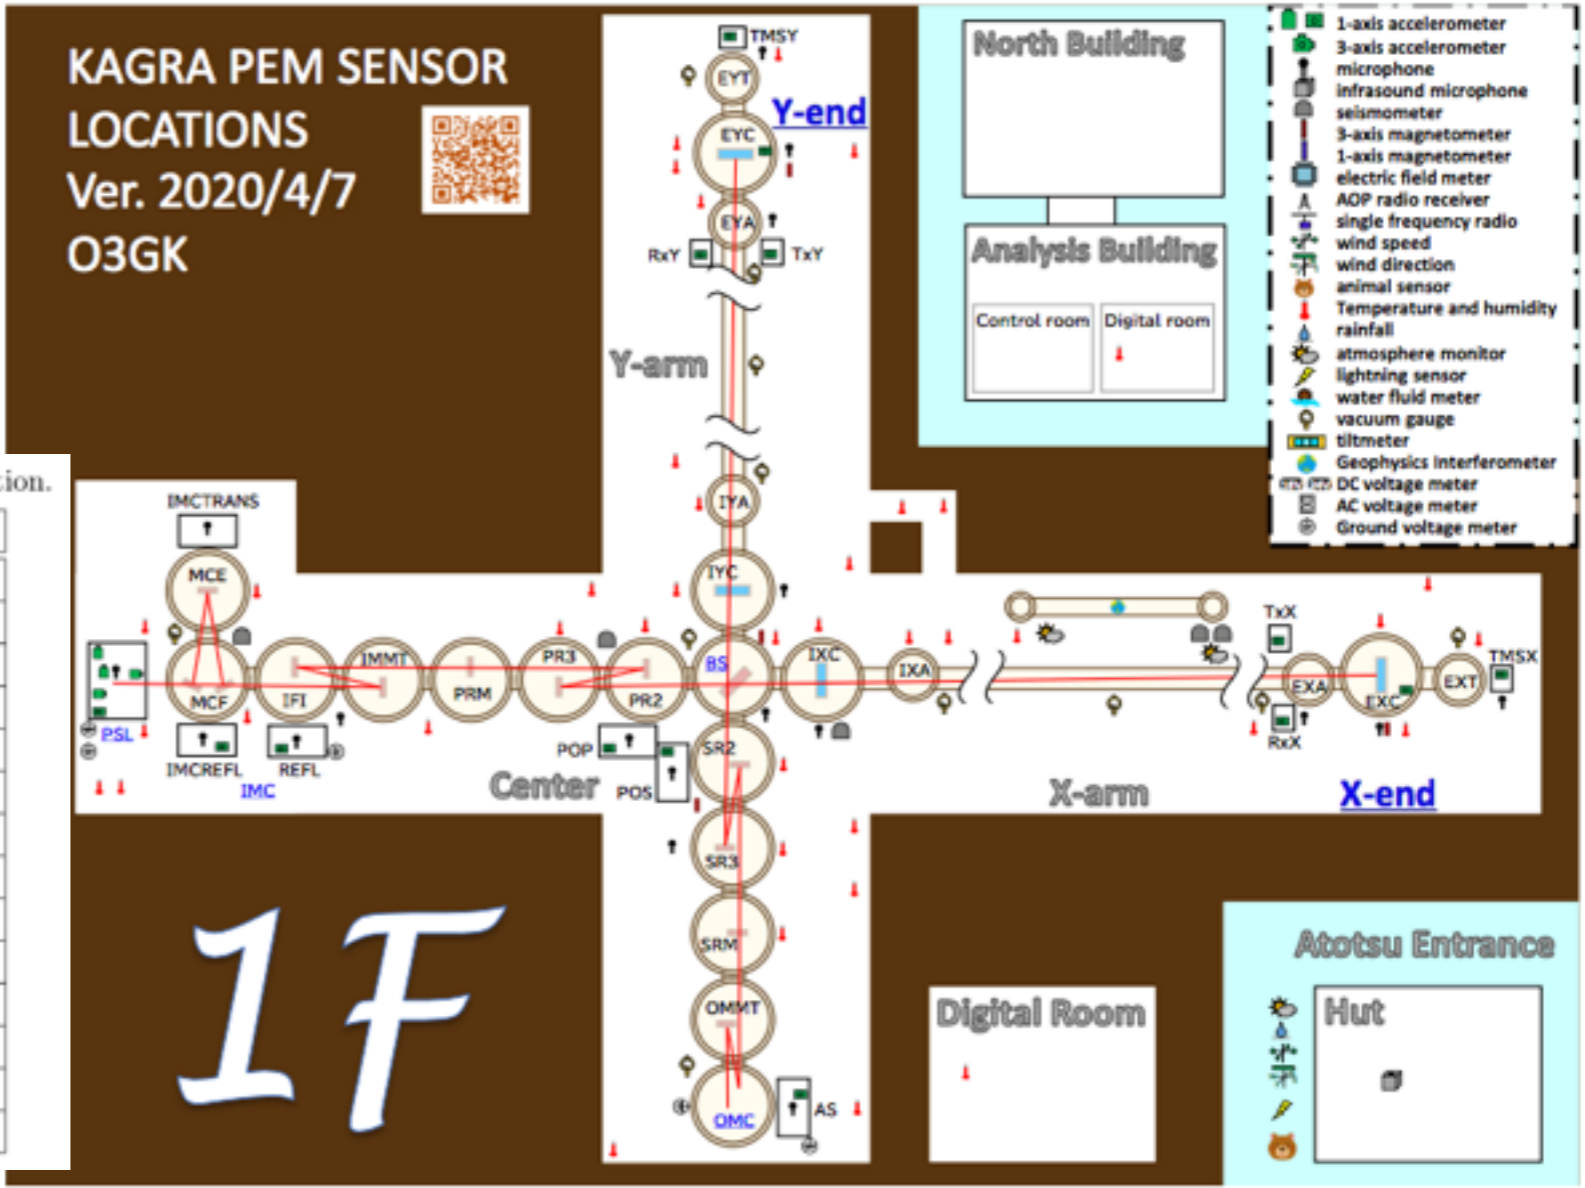 KAGRA PEM SENSOR
LOCATIONS
Ver. 2020/4/7
O3GK
TMSY
EYT
Y-end
EYC
EYA
RxY
TxY
Y-arm
IYA
IYC
North Building
Analysis Building
Control room
Digital room
1-axis accelerometer
3-axis accelerometer
microphone
infrasound microphone
seismometer
3-axis magnetometer
1-axis magnetometer
electric field meter
AOP radio receiver
single frequency radio
wind speed
wind direction
animal sensor
Temperature and humidity
rainfall
atmosphere monitor
lightning sensor
water fluid meter
vacuum gauge
tiltmeter
Geophysics Interferometer
DC voltage meter
AC voltage meter
Ground voltage meter
tion.
IMCTRANS
MCE
MCF
IFI
IMMT
PRM
PR3
PR2
BS
IXC
IXA
TxX
EXA
EXC
EXT
TMSX
RxX
PSL
IMCREFL
REFL
IMC
POP
POS
Center
SR2
X-arm
X-end
SR3
SRM
OMMT
OMC
AS
1F
Digital Room
Atotsu Entrance
Hut